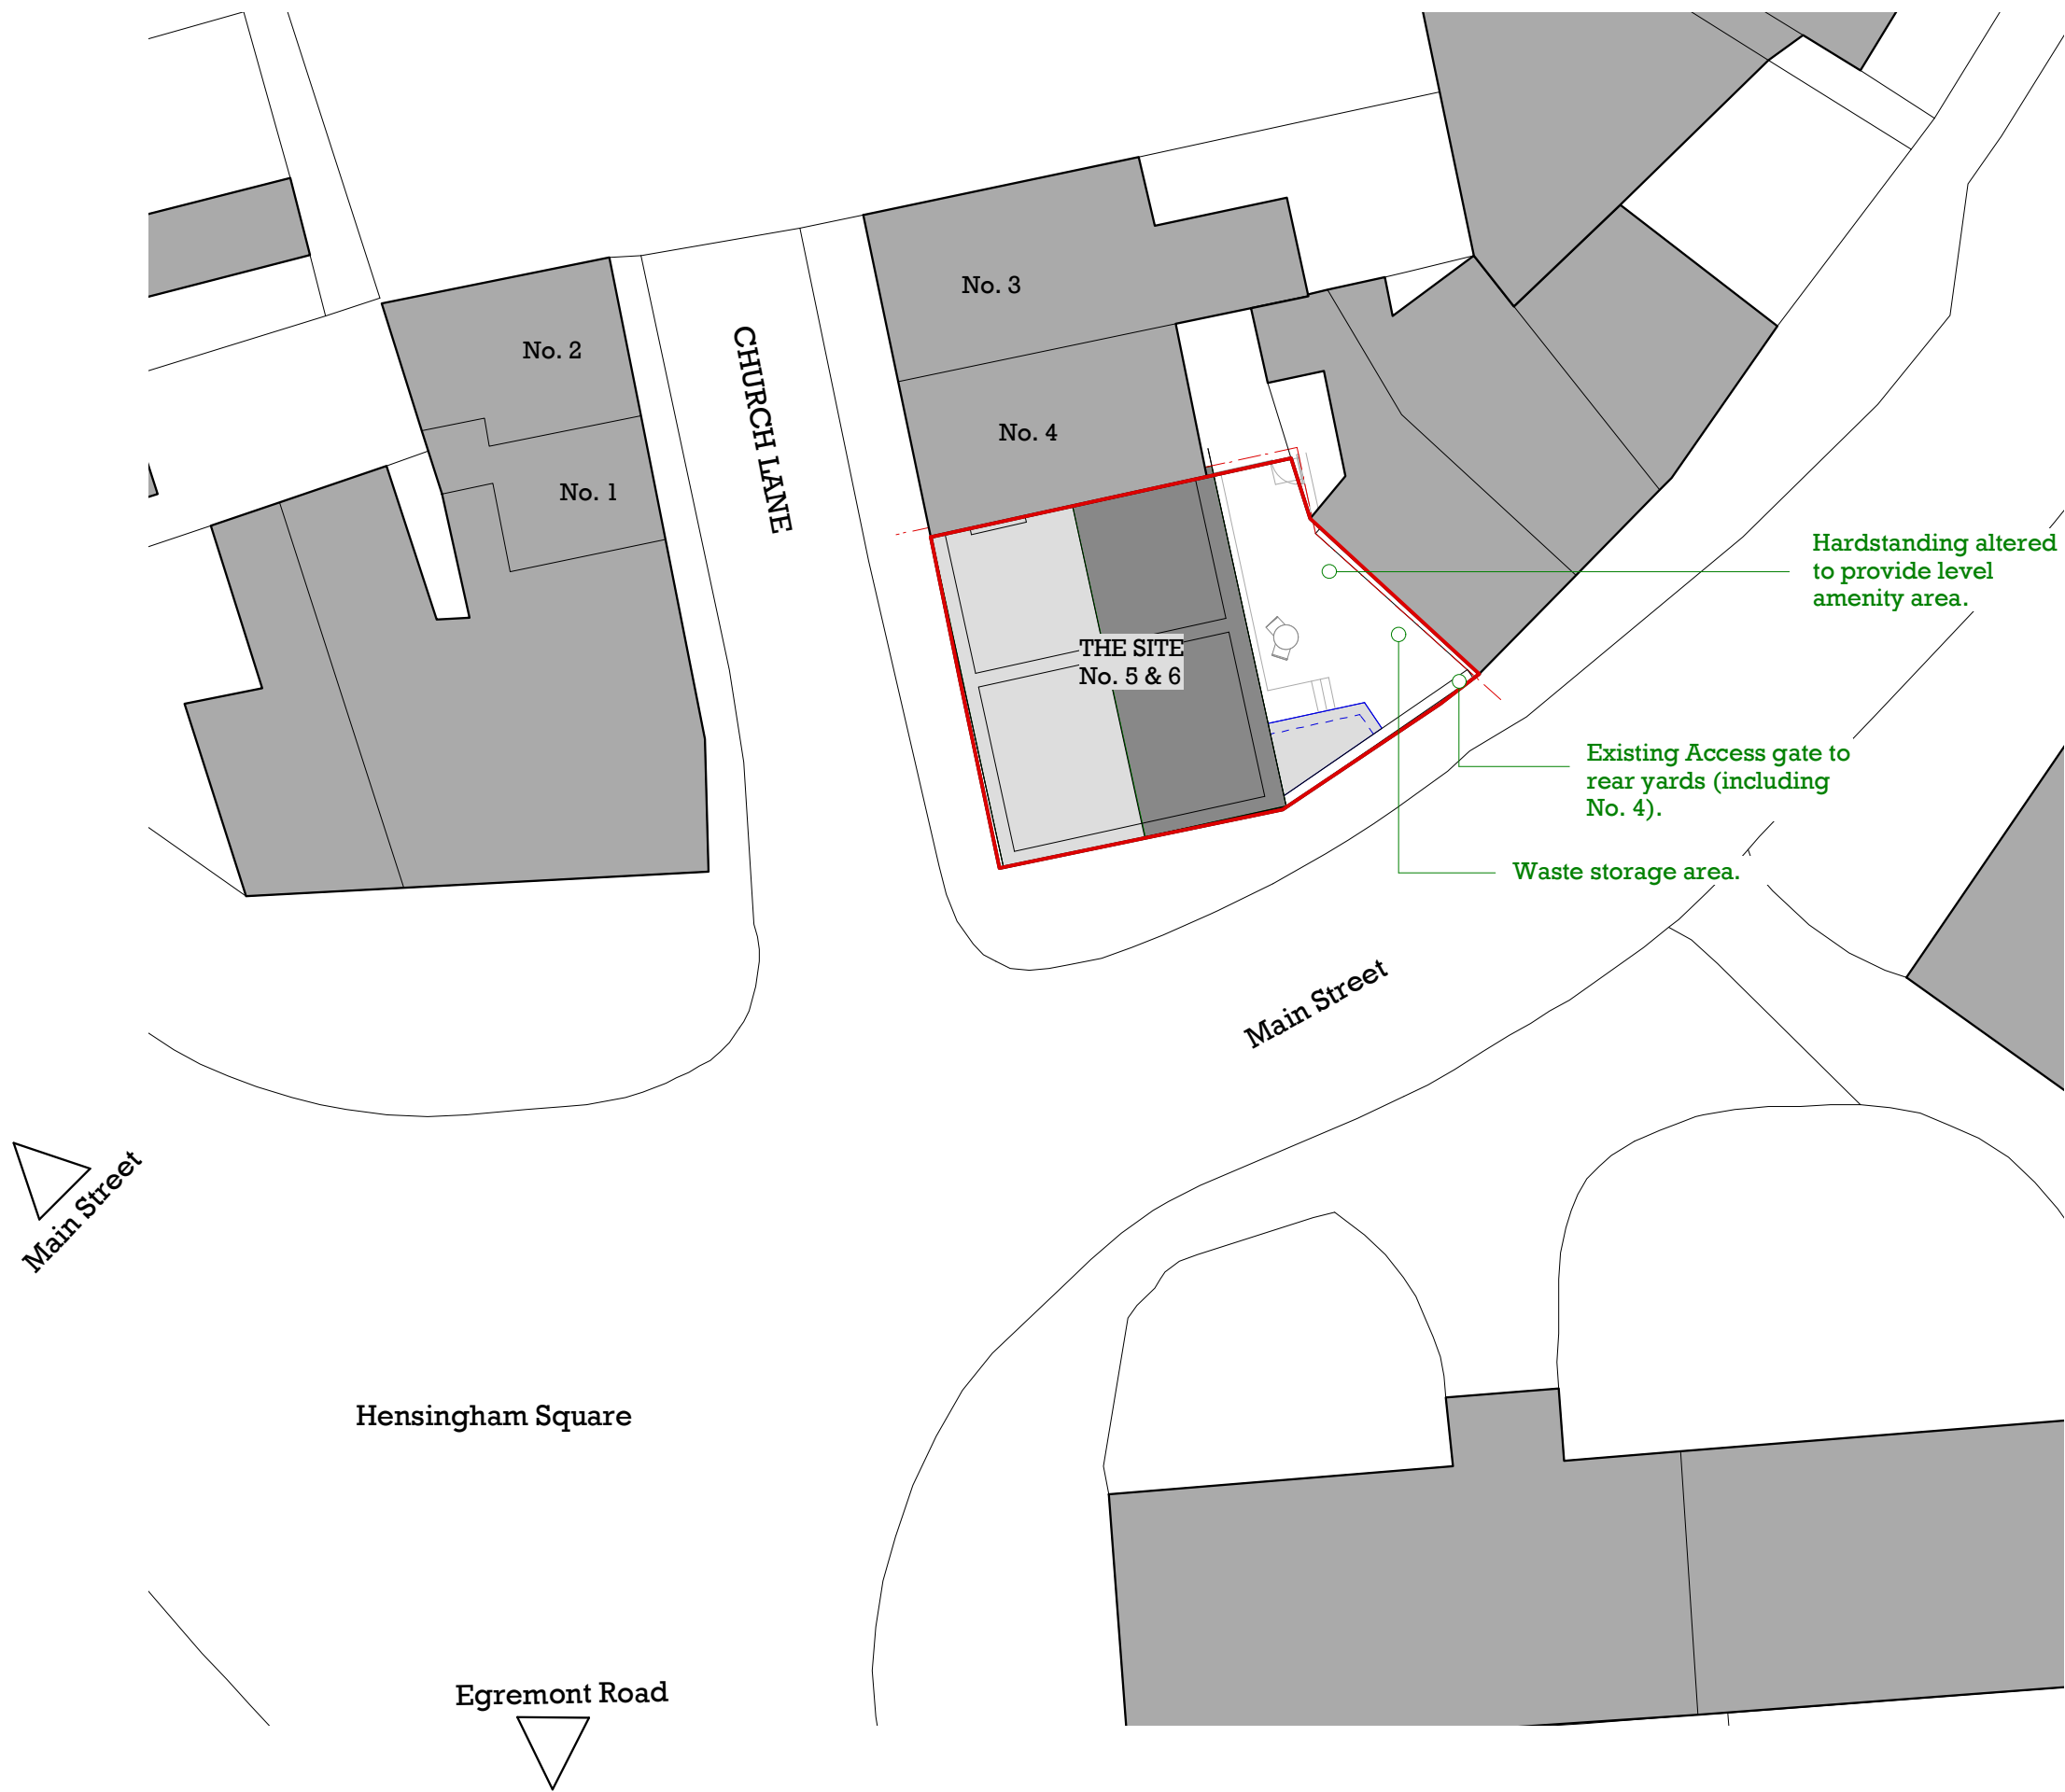 No. 3
No. 2
CHURCH LANE
No. 4
No. 1
Hardstanding altered
to provide level
amenity area.
THE SITE
No. 5 & 6
Existing Access gate to
rear yards (including
No. 4).
Waste storage area.
Main Street
Main Street
Hensingham Square
Egremont Road